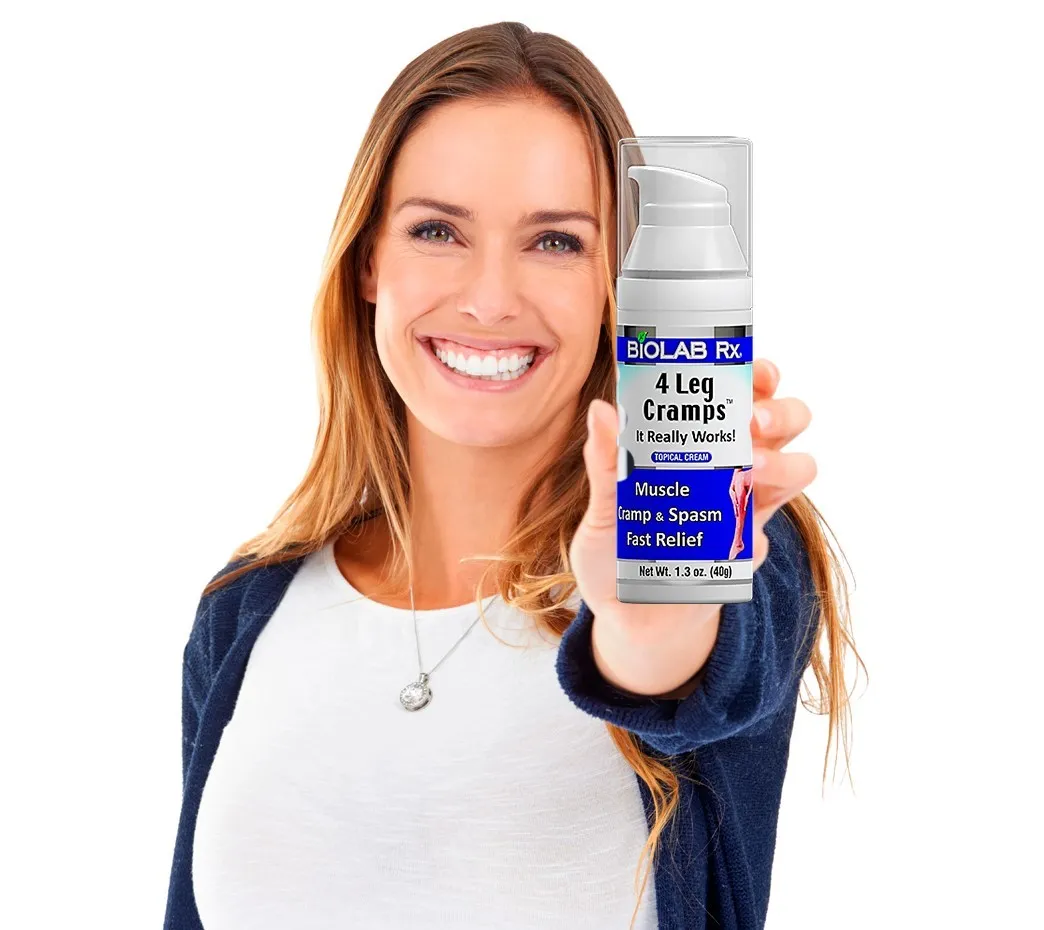 BiOLAB Rx
4 Leg
Cramps™
It Really Works!
TOPICAL CREAM
Muscle
Cramp & Spasm
Fast Relief
Net Wt. 1.3 oz. (40g)